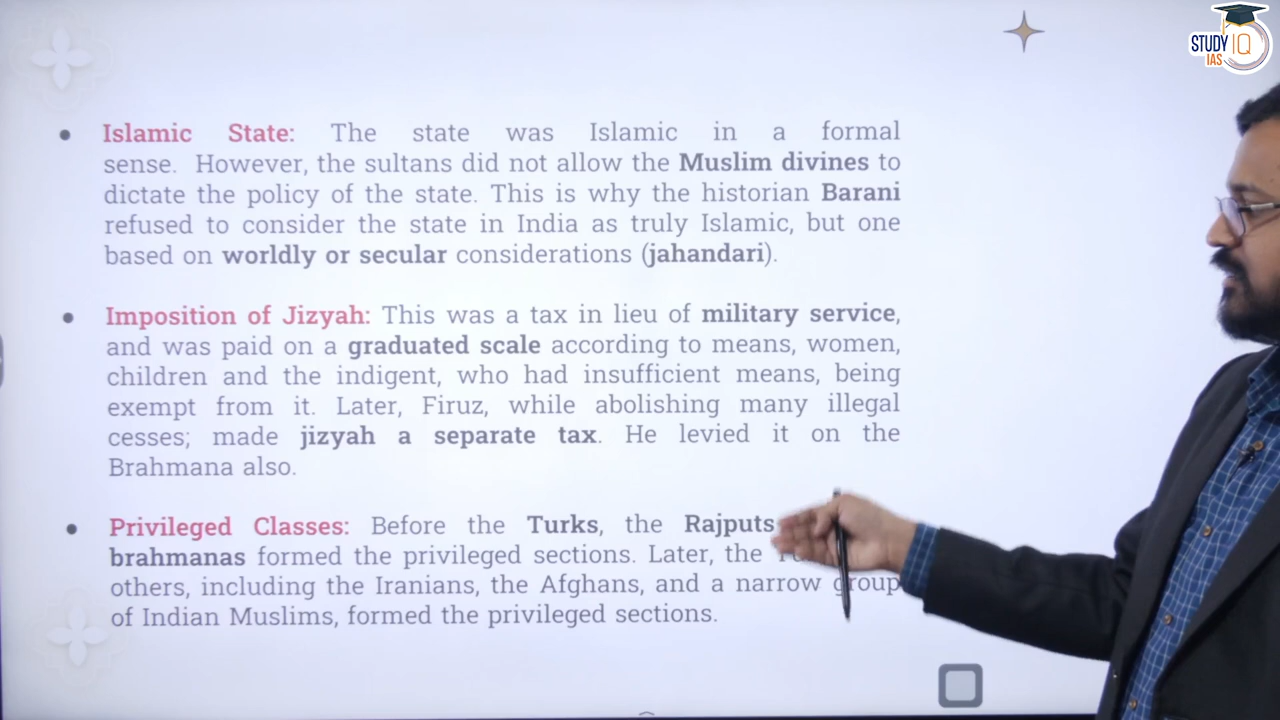 STUDY IQ
IAS
• Islamic State: The state was Islamic in a formal
sense. However, the sultans did not allow the Muslim divines to
dictate the policy of the state. This is why the historian Barani
refused to consider the state in India as truly Islamic, but one
based on worldly or secular considerations (jahandari).
• Imposition of Jizyah: This was a tax in lieu of military service,
and was paid on a graduated scale according to means, women,
children and the indigent, who had insufficient means, being
exempt from it. Later, Firuz, while abolishing many illegal
cesses; made jizyah a separate tax. He levied it on the
Brahmana also.
• Privileged Classes: Before the Turks, the Rajputs
brahmanas formed the privileged sections. Later, the
others, including the Iranians, the Afghans, and a narrow group
of Indian Muslims, formed the privileged sections.